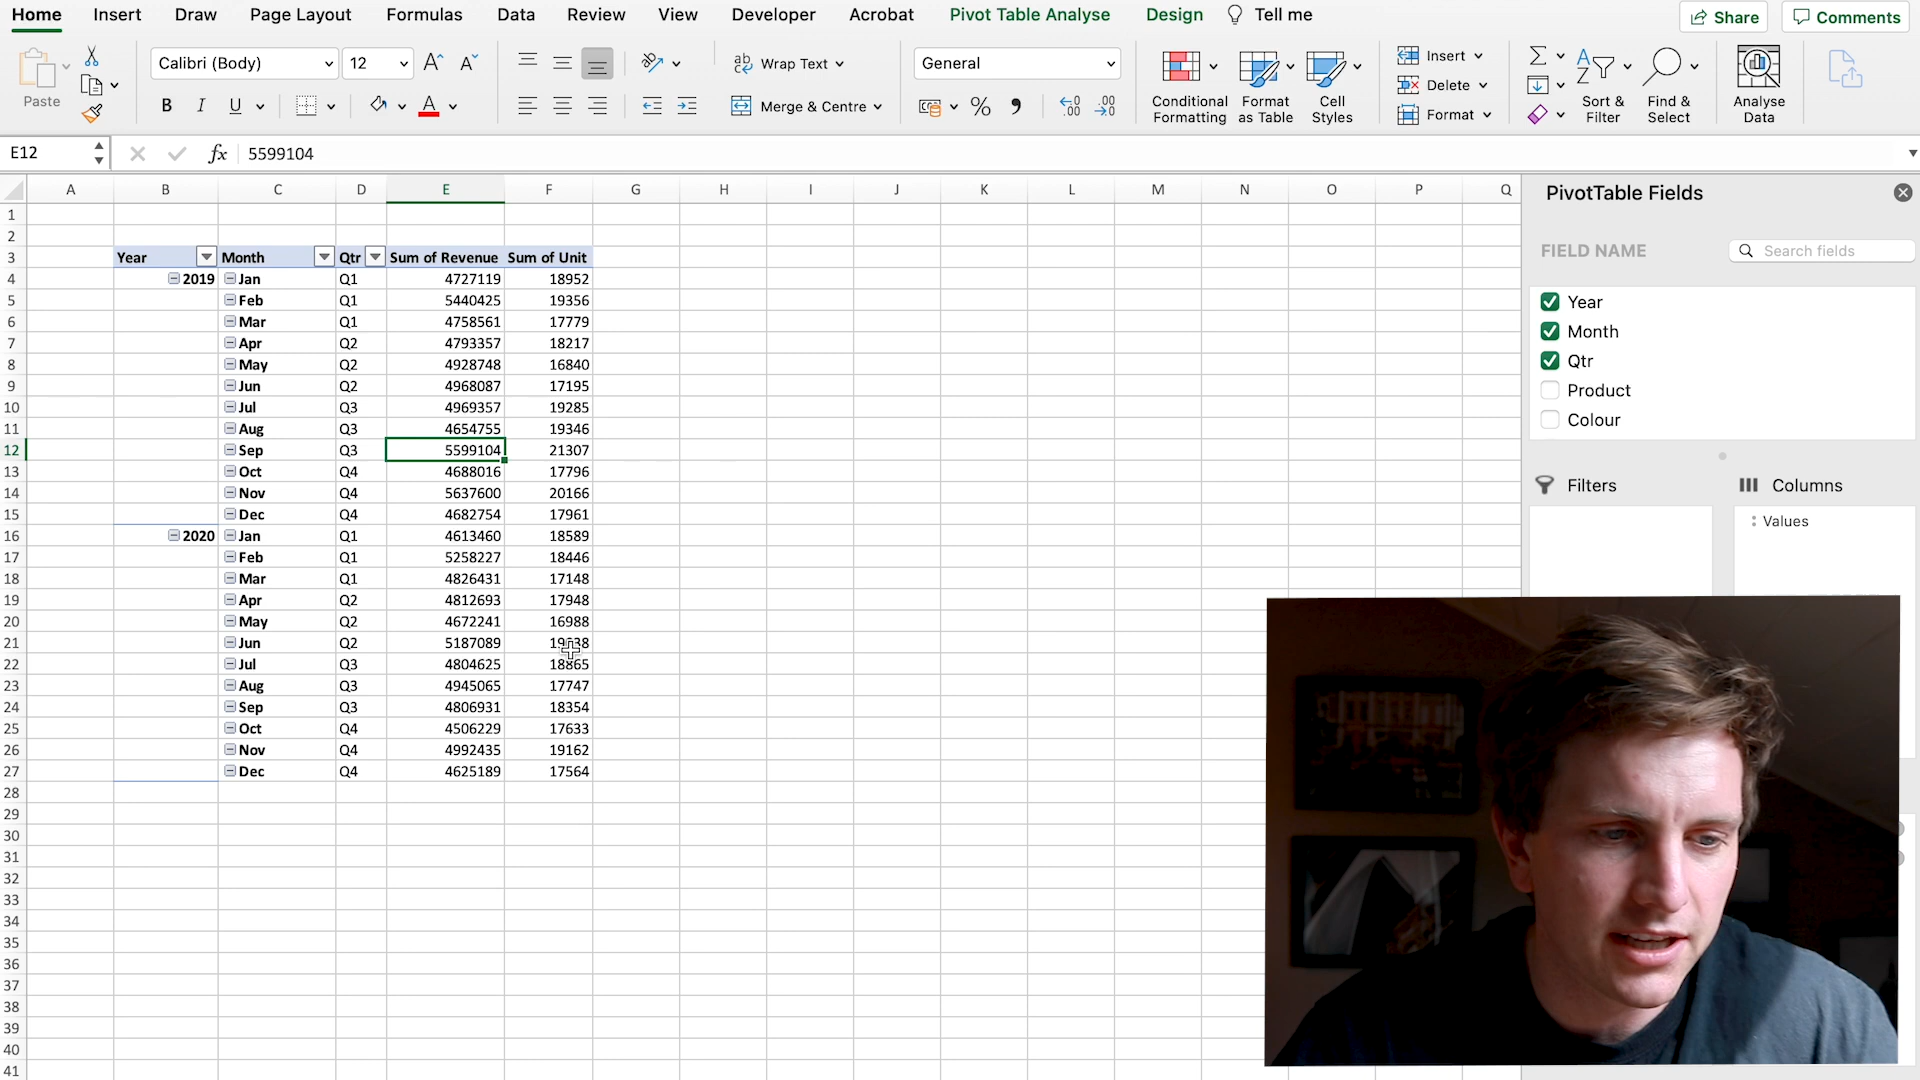 Home Insert Draw Page Layout Formulas Data Review View Developer Acrobat Pivot Table Analyse Design Tell me Share Comments
Paste Calibri (Body) 12 A A Wrap Text General Conditional Formatting Format as Table Cell Styles Insert Delete Format Sort & Filter Find & Select Analyse Data
B I U A Merge & Centre % .0 .00 .00 .0
E12 fx 5599104
A B C D E F G H I J K L M N O P Q
PivotTable Fields
FIELD NAME Search fields
Year
Month
Qtr
Product
Colour
Filters Columns
Values
1
2
3 Year Month Qtr Sum of Revenue Sum of Unit
4 2019 Jan Q1 4727119 18952
5 Feb Q1 5440425 19356
6 Mar Q1 4758561 17779
7 Apr Q2 4793357 18217
8 May Q2 4928748 16840
9 Jun Q2 4968087 17195
10 Jul Q3 4969357 19285
11 Aug Q3 4654755 19346
12 Sep Q3 5599104 21307
13 Oct Q4 4688016 17796
14 Nov Q4 5637600 20166
15 Dec Q4 4682754 17961
16 2020 Jan Q1 4613460 18589
17 Feb Q1 5258227 18446
18 Mar Q1 4826431 17148
19 Apr Q2 4812693 17948
20 May Q2 4672241 16988
21 Jun Q2 5187089
22 Jul Q3 4804625 18865
23 Aug Q3 4945065 17747
24 Sep Q3 4806931 18354
25 Oct Q4 4506229 17633
26 Nov Q4 4992435 19162
27 Dec Q4 4625189 17564
28
29
30
31
32
33
34
35
36
37
38
39
40
41